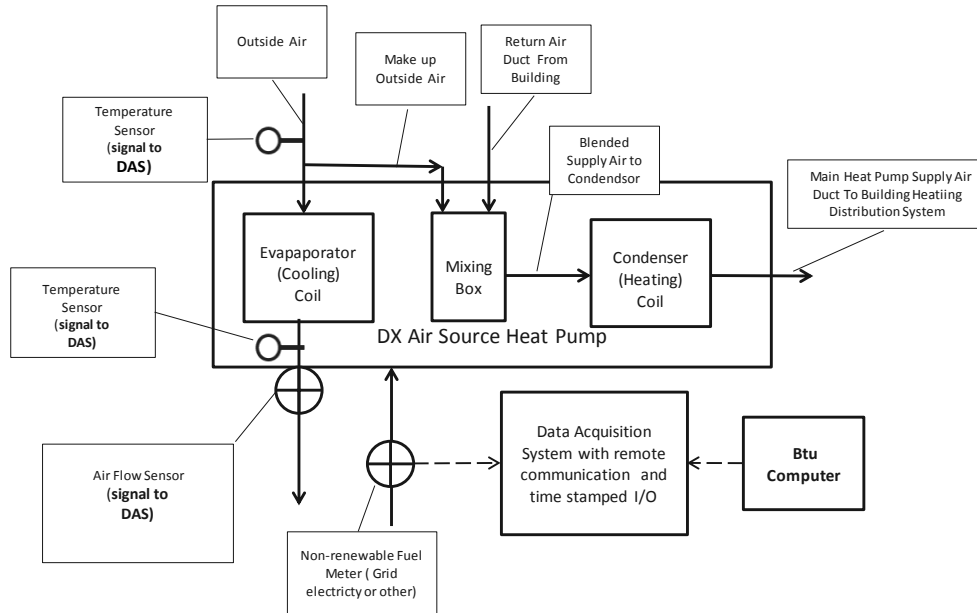 Outside Air
Make up
Outside Air
Return Air
Duct From
Building
Temperature
Sensor
(signal to
DAS)
Blended
Supply Air to
Condendsor
Main Heat Pump Supply Air
Duct To Building Heatiing
Distribution System
Evapaporator
(Cooling)
Coil
Mixing
Box
Condenser
(Heating)
Coil
Temperature
Sensor
(signal to
DAS)
DX Air Source Heat Pump
Air Flow Sensor
(signal to
DAS)
Data Acquisition
System with remote
communication and
time stamped I/O
Btu
Computer
Non-renewable Fuel
Meter ( Grid
electricty or other)